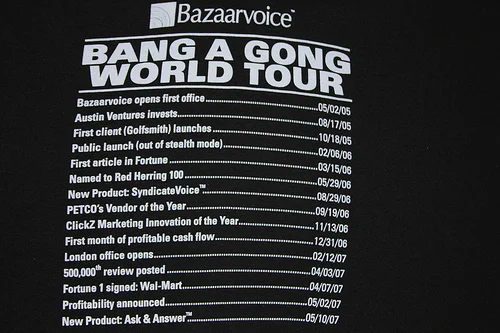 Bazaarvoice™
BANG A GONG
WORLD TOUR
Bazaarvoice opens first office....................05/02/05
Austin Ventures invests....................08/17/05
First client (Golfsmith) launches....................10/18/05
Public launch (out of stealth mode)....................02/06/06
First article in Fortune....................03/15/06
Named to Red Herring 100....................05/29/06
New Product: SyndicateVoice™....................08/29/06
PETCO's Vendor of the Year....................09/19/06
ClickZ Marketing Innovation of the Year....................11/13/06
First month of profitable cash flow....................12/31/06
London office opens....................02/12/07
500,000th review posted....................04/03/07
Fortune 1 signed: Wal-Mart....................04/07/07
Profitability announced....................05/02/07
New Product: Ask & Answer™....................05/10/07